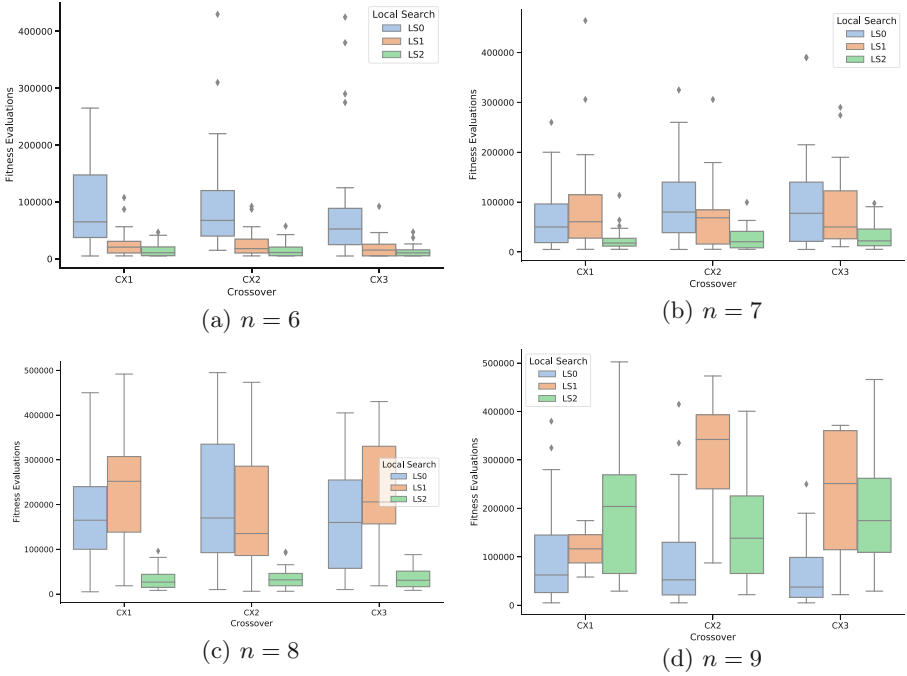 Local Search
LS0
LS1
LS2
400000
300000
200000
100000
0
Fitness Evaluations
CX1 CX2 CX3
Crossover
(a) n = 6
Local Search
LS0
LS1
LS2
400000
300000
200000
100000
0
Fitness Evaluations
CX1 CX2 CX3
Crossover
(b) n = 7
500000
400000
300000
200000
100000
0
Fitness Evaluations
Local Search
LS0
LS1
LS2
CX1 CX2 CX3
Crossover
(c) n = 8
Local Search
LS0
LS1
LS2
500000
400000
300000
200000
100000
0
Fitness Evaluations
CX1 CX2 CX3
Crossover
(d) n = 9